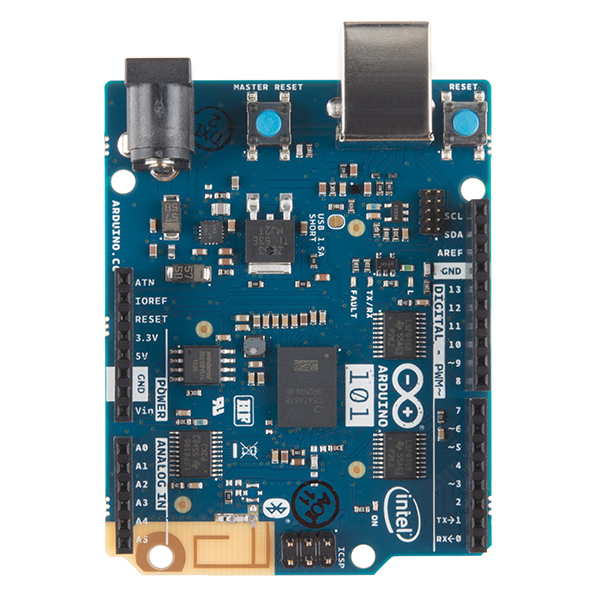 MASTER RESET
RESET
ARDUINO.C
USB 1.5A
SHORT
SCL
SDA
AREF
GND
13
12
11
10
~9
8
DIGITAL - PWM~
7
~6
~5
4
~3
2
TX→1
RX←0
ATN
IOREF
RESET
3.3V
5V
GND
Vin
POWER
A0
A1
A2
A3
A4
A5
ANALOG IN
FAULT
TX/RX
ARDUINO
101
ON
intel
ICSP